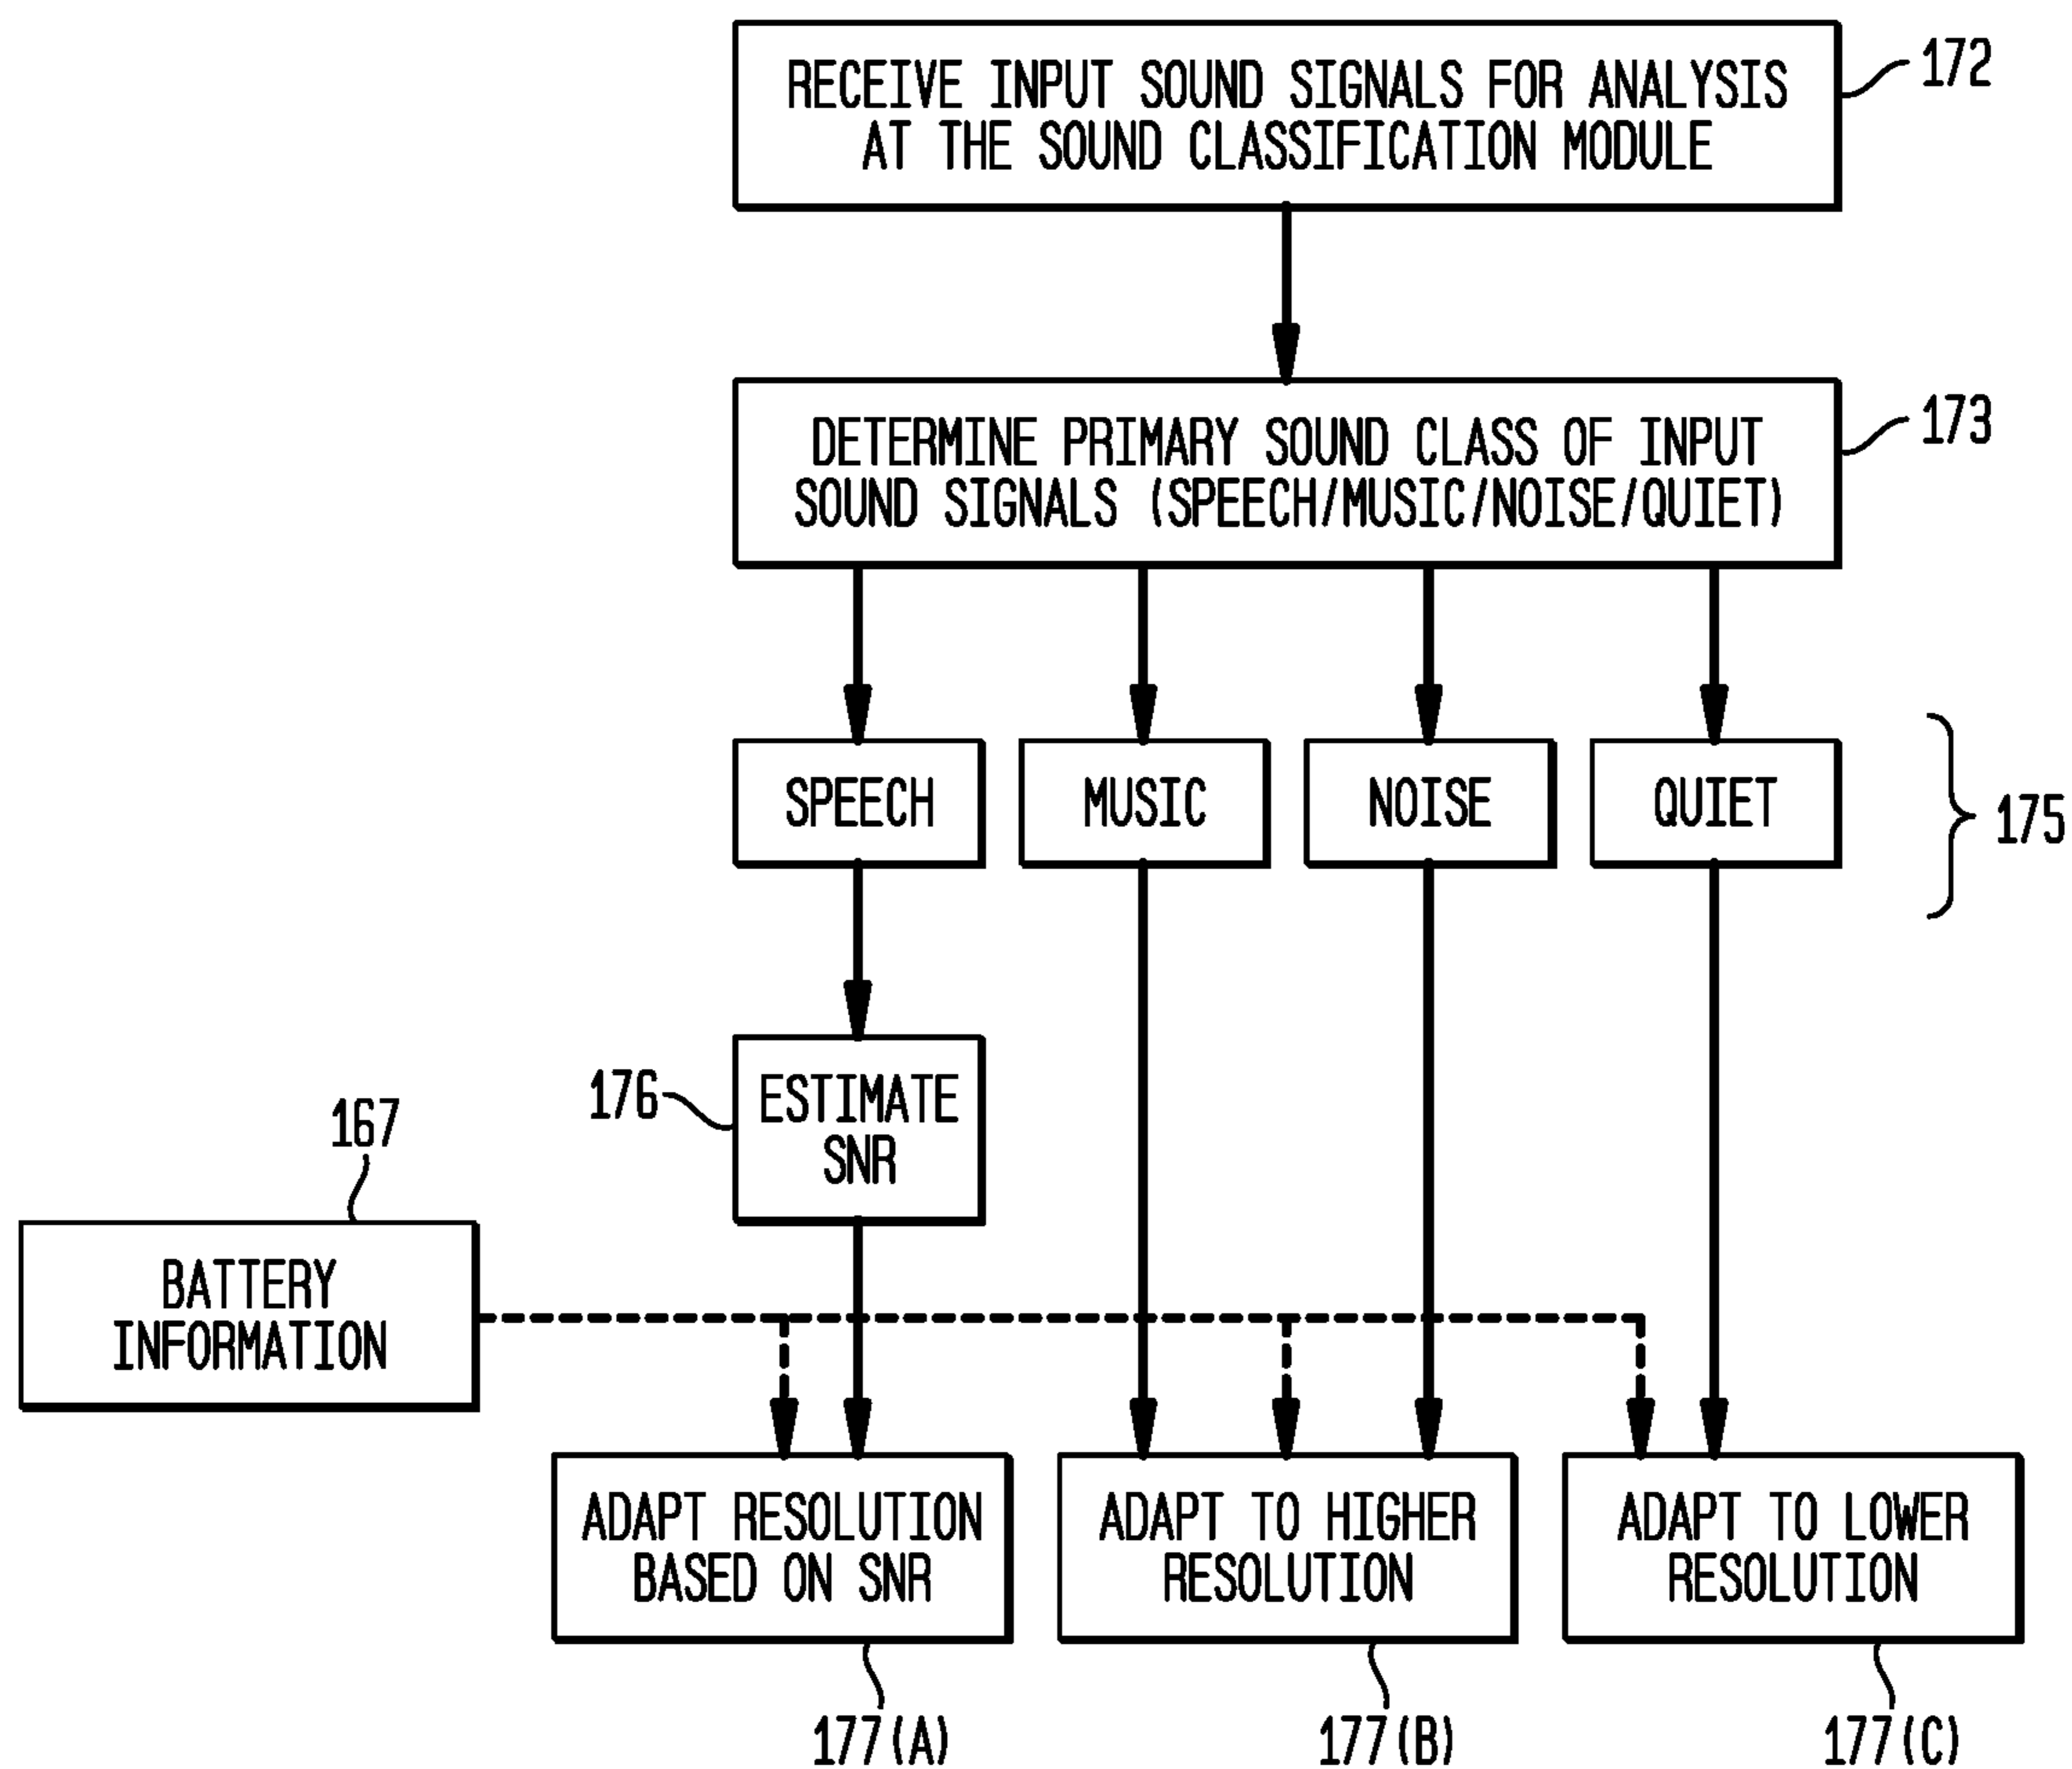 RECEIVE INPUT SOUND SIGNALS FOR ANALYSIS
AT THE SOUND CLASSIFICATION MODULE
172
DETERMINE PRIMARY SOUND CLASS OF INPUT
SOUND SIGNALS (SPEECH/MUSIC/NOISE/QUIET)
173
SPEECH
MUSIC
NOISE
QUIET
175
176
ESTIMATE
SNR
167
BATTERY
INFORMATION
ADAPT RESOLUTION
BASED ON SNR
ADAPT TO HIGHER
RESOLUTION
ADAPT TO LOWER
RESOLUTION
177(A)
177(B)
177(C)